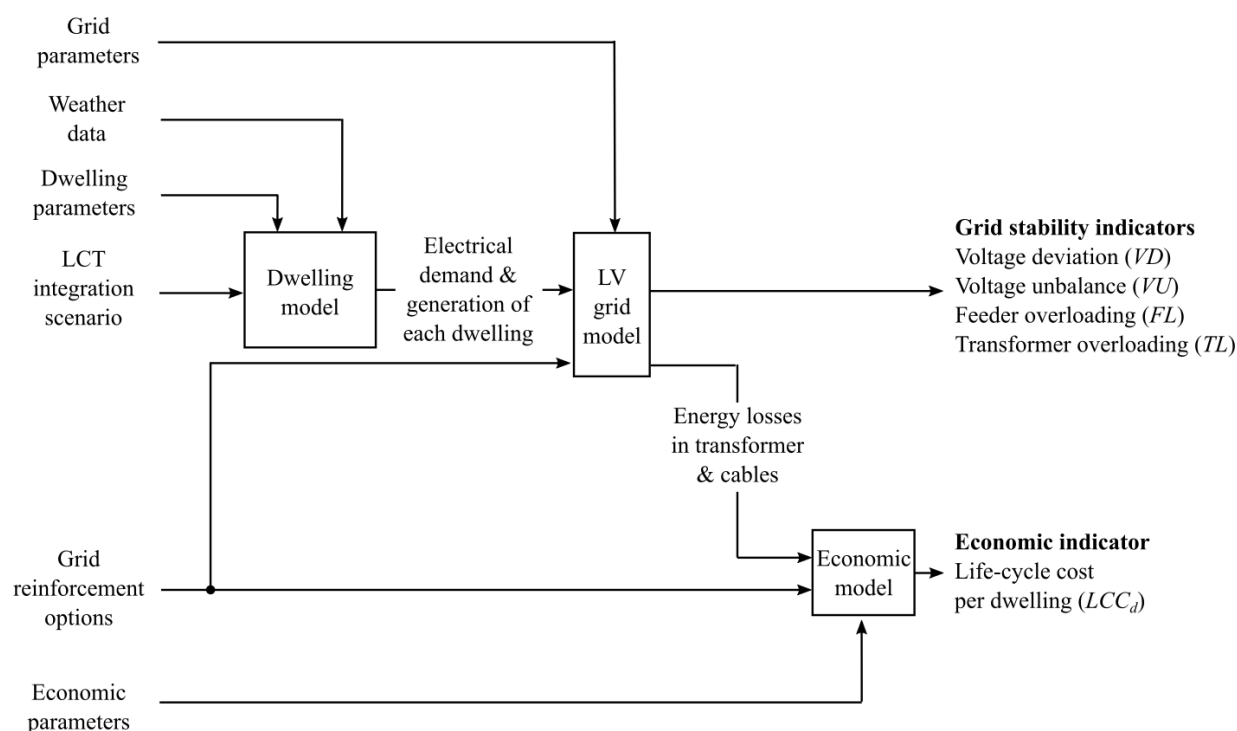 Grid
parameters
Weather
data
Dwelling
parameters
LCT
integration
scenario
Dwelling
model
Electrical
demand &
generation of
each dwelling
LV
grid
model
Grid stability indicators
Voltage deviation (VD)
Voltage unbalance (VU)
Feeder overloading (FL)
Transformer overloading (TL)
Energy losses
in transformer
& cables
Grid
reinforcement
options
Economic
model
Economic indicator
Life-cycle cost
per dwelling (LCCd)
Economic
parameters